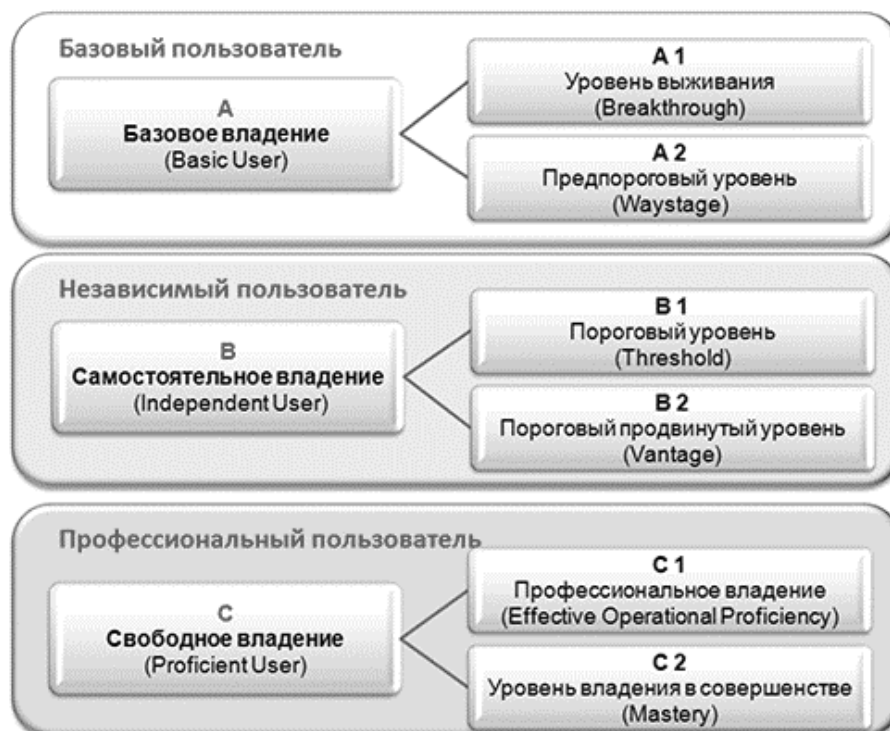 Базовый пользователь
A
Базовое владение
(Basic User)
A 1
Уровень выживания
(Breakthrough)
A 2
Предпороговый уровень
(Waystage)
Независимый пользователь
B
Самостоятельное владение
(Independent User)
B 1
Пороговый уровень
(Threshold)
B 2
Пороговый продвинутый уровень
(Vantage)
Профессиональный пользователь
C
Свободное владение
(Proficient User)
C 1
Профессиональное владение
(Effective Operational Proficiency)
C 2
Уровень владения в совершенстве
(Mastery)